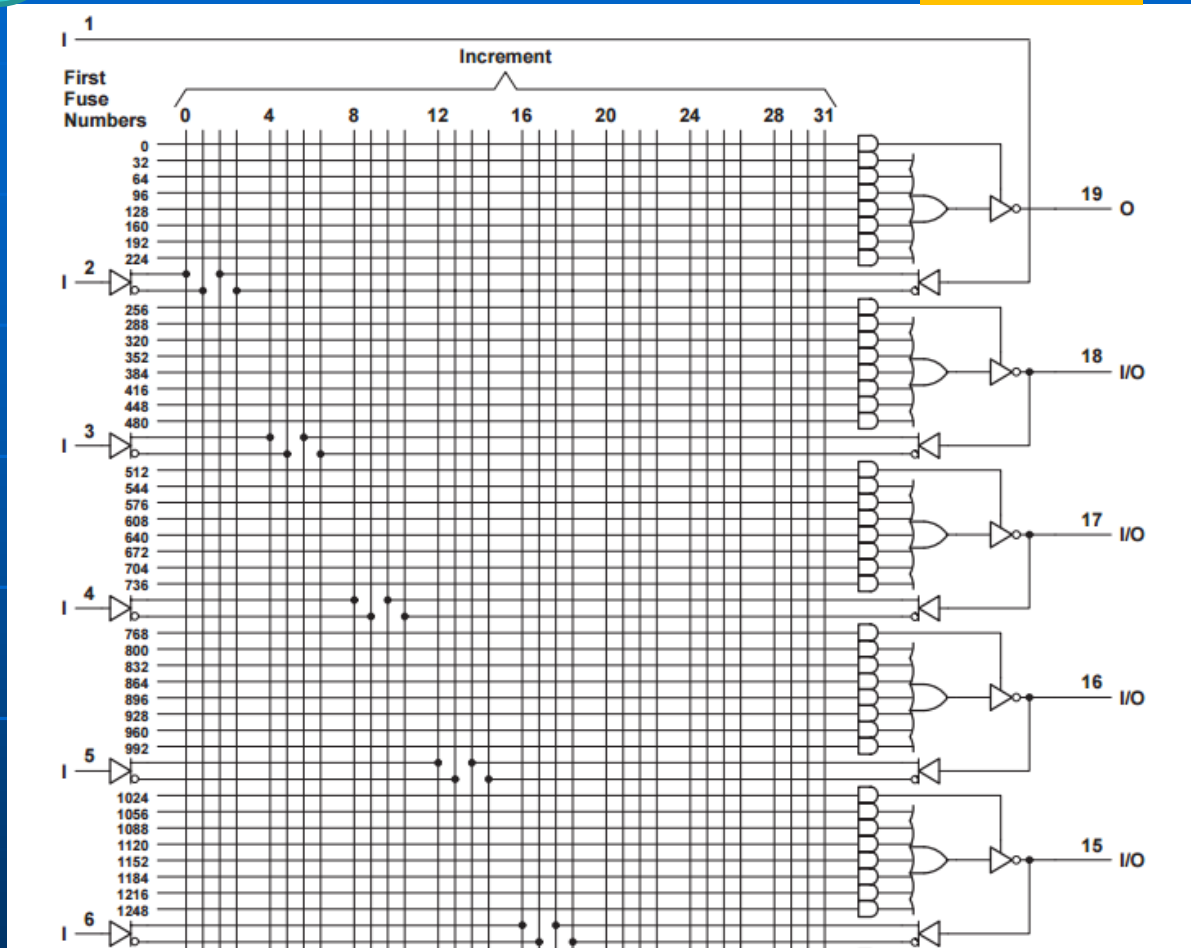 I 1
Increment
First
Fuse
Numbers
0 4 8 12 16 20 24 28 31
0
32
64
96
128
160
192
224
19 O
I 2
256
288
320
352
384
416
448
480
18 I/O
I 3
512
544
576
608
640
672
704
736
17 I/O
I 4
768
800
832
864
896
928
960
992
16 I/O
I 5
1024
1056
1088
1120
1152
1184
1216
1248
15 I/O
I 6